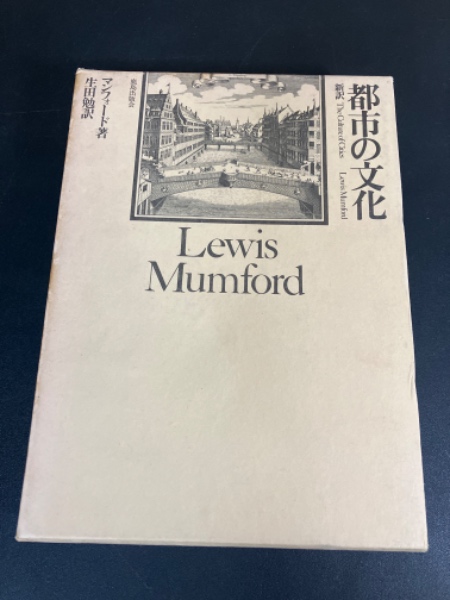 都市の文化
新訳 The Culture of Cities Lewis Mumford
鹿島出版会
マンフォード著
生田勉訳
Lewis
Mumford